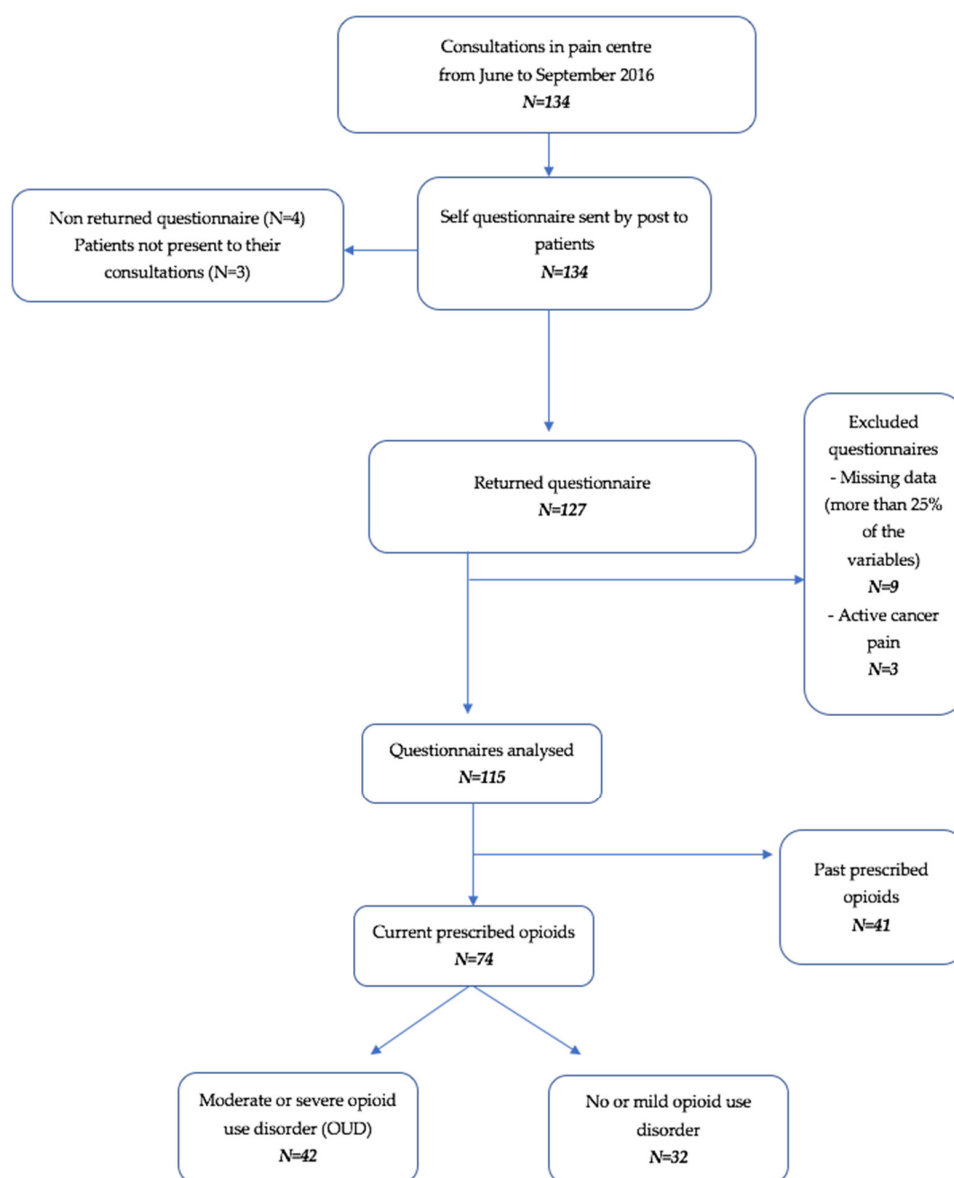 Consultations in pain centre
from June to September 2016
N=134
Non returned questionnaire (N=4)
Patients not present to their
consultations (N=3)
Self questionnaire sent by post to
patients
N=134
Returned questionnaire
N=127
Excluded
questionnaires
- Missing data
(more than 25%
of the
variables)
N=9
- Active cancer
pain
N=3
Questionnaires analysed
N=115
Past prescribed
opioids
N=41
Current prescribed opioids
N=74
Moderate or severe opioid
use disorder (OUD)
N=42
No or mild opioid use
disorder
N=32